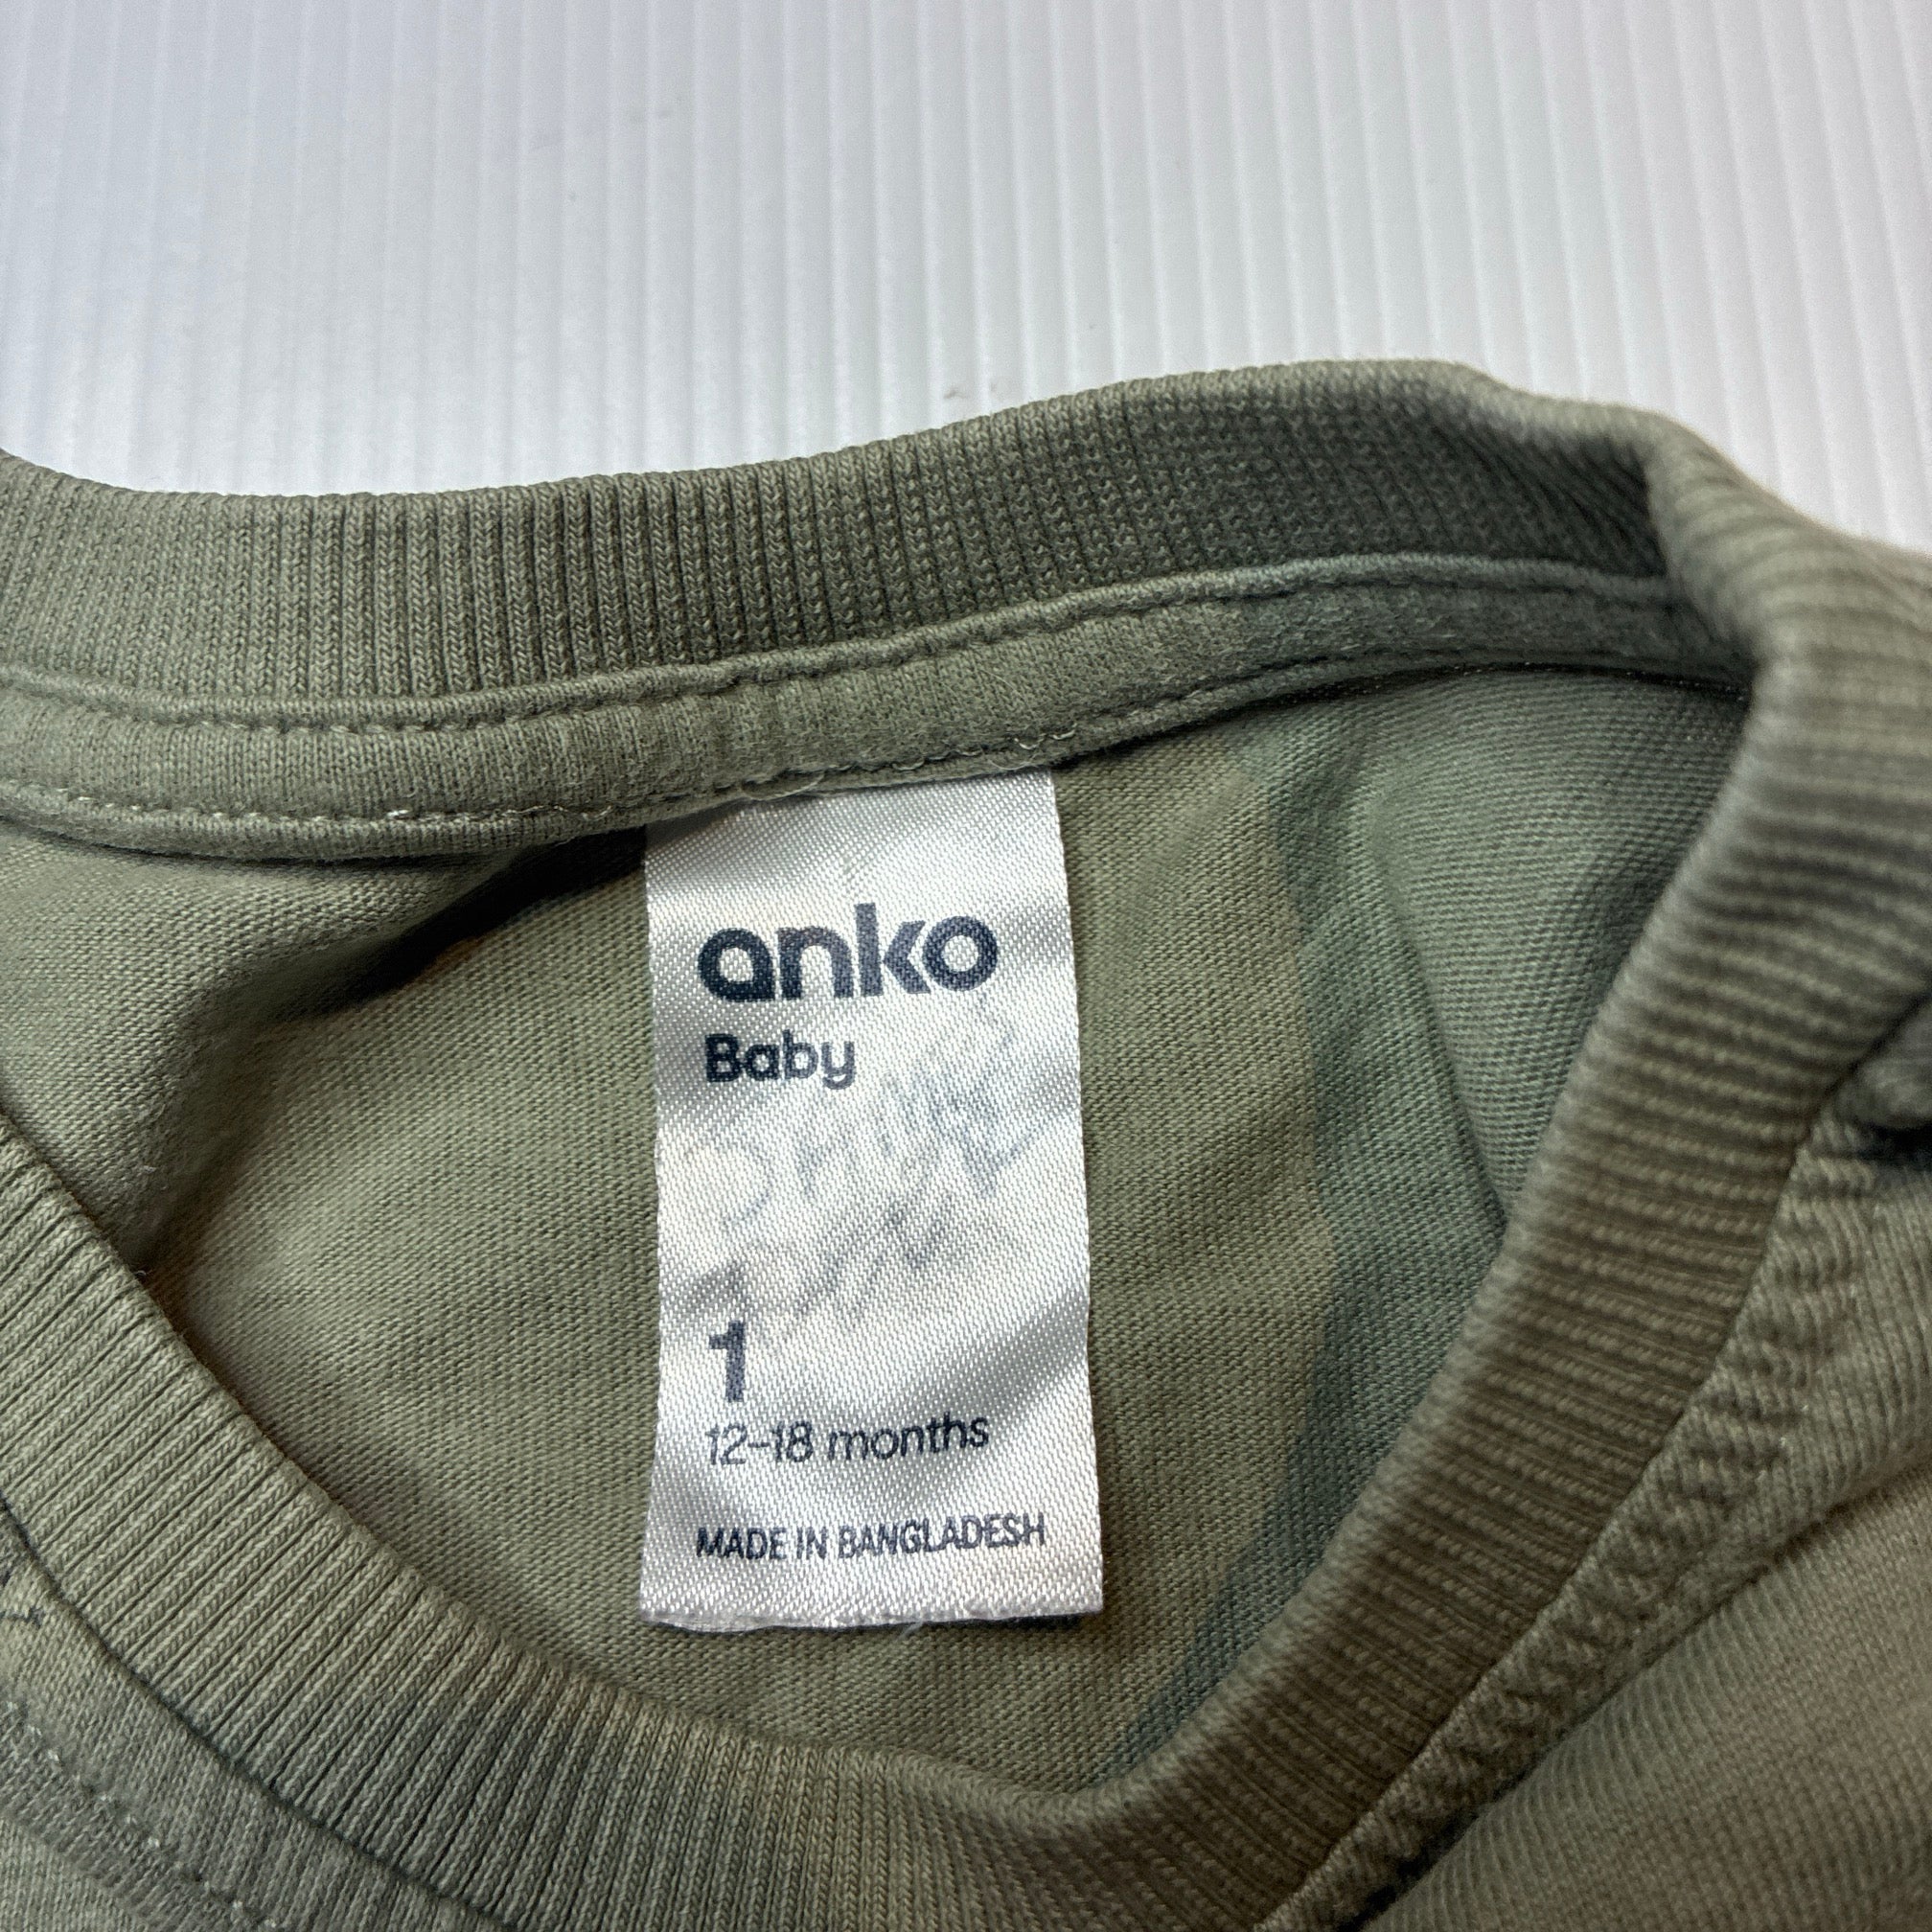 anko
Baby
1
12-18 months
MADE IN BANGLADESH